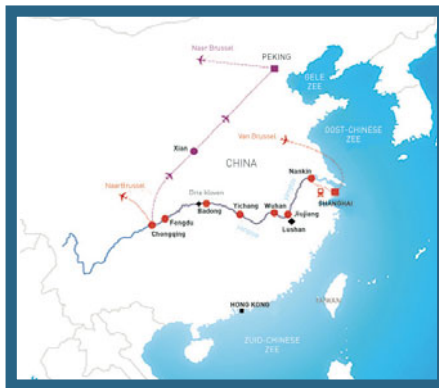 Naar Brussel
PEKING
GELE
ZEE
OOST-CHINESE
ZEE
Van Brussel
Xian
CHINA
Nankin
Naar Brussel
Drie kloven
SHANGHAI
Badong
Yichang
Wuhan
Jiujiang
Fengdu
Lushan
Chongqing
TAIWAN
HONG KONG
ZUID-CHINESE
ZEE